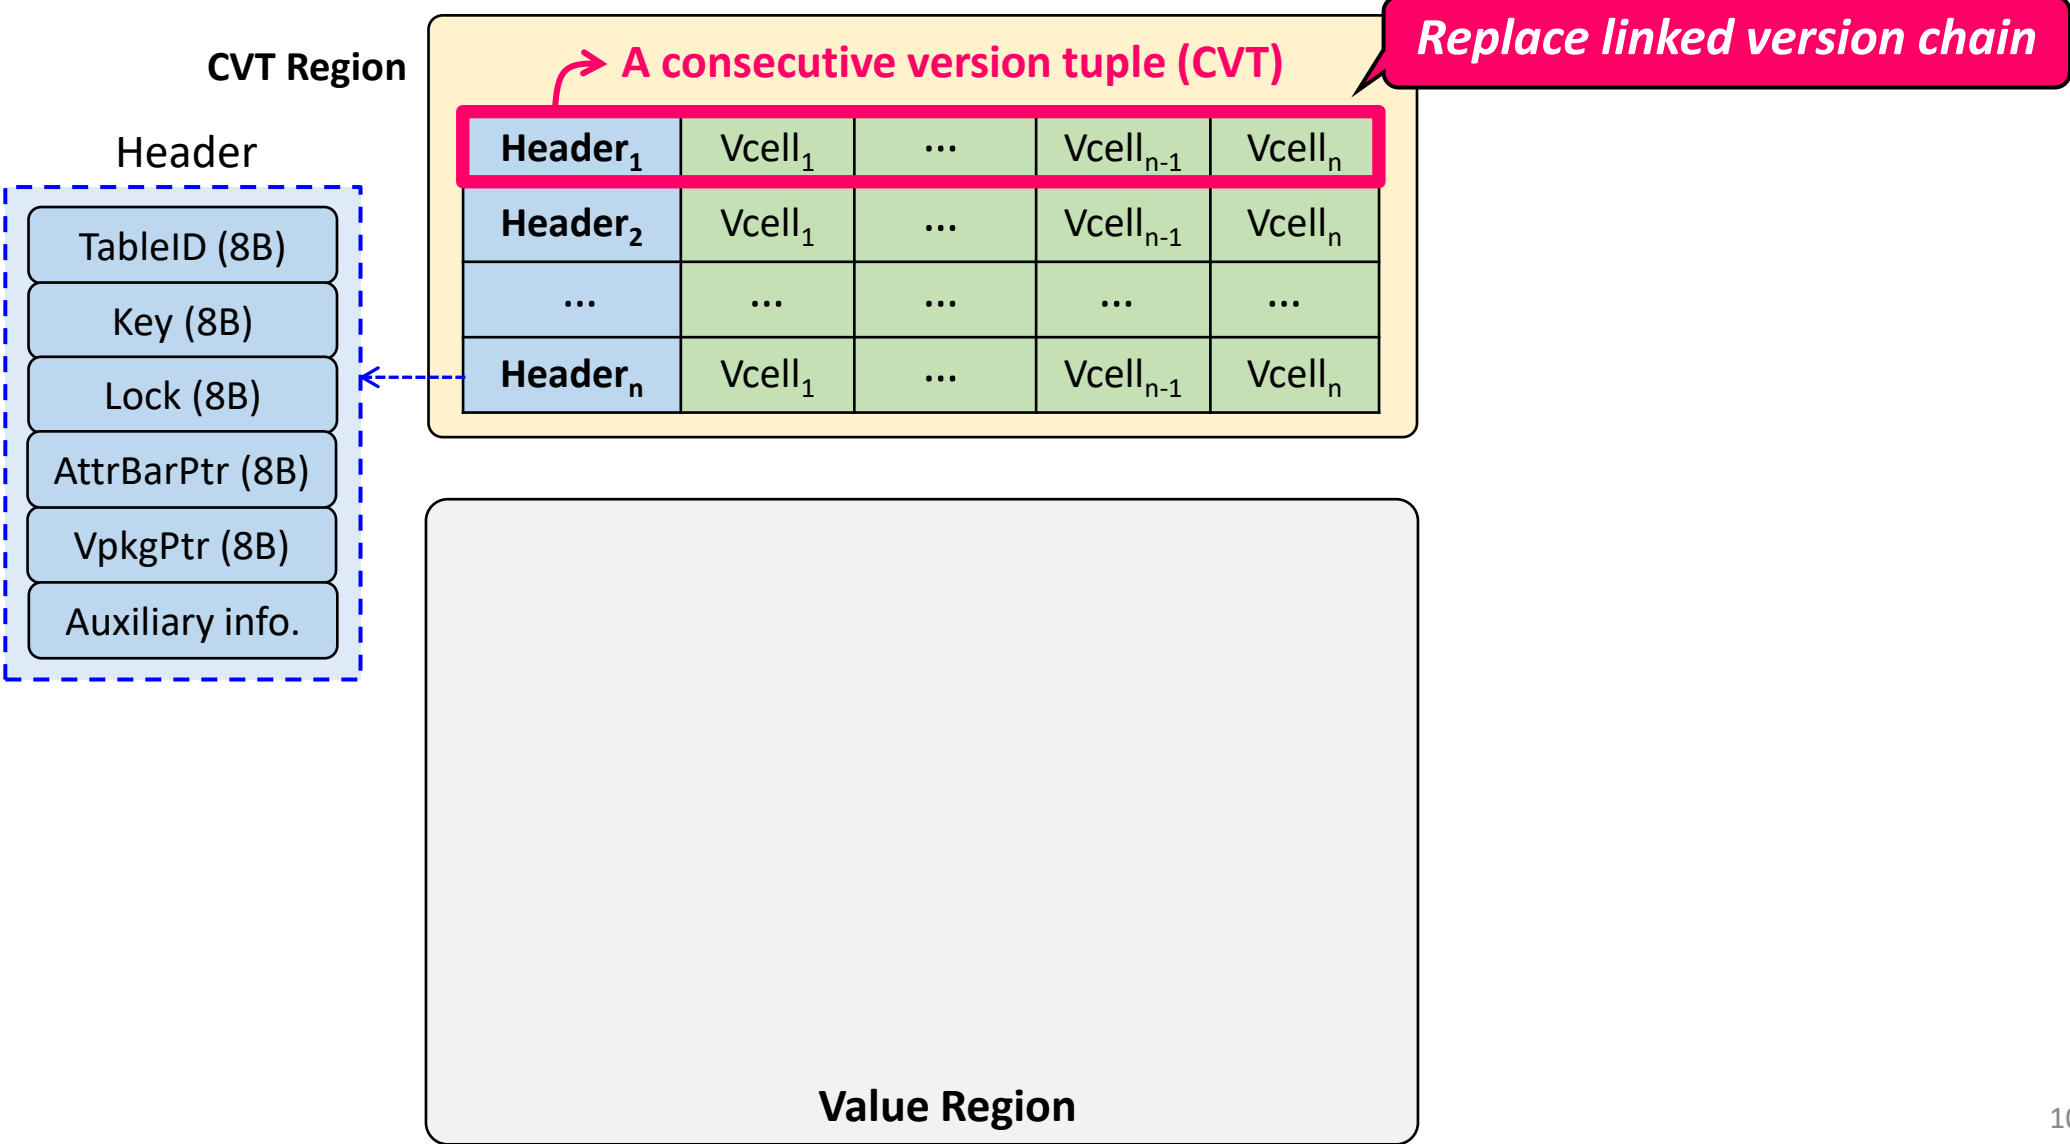 Replace linked version chain
CVT Region
A consecutive version tuple (CVT)
Header₁ Vcell₁ ... Vcellₙ₋₁ Vcellₙ
Header₂ Vcell₁ ... Vcellₙ₋₁ Vcellₙ
... ... ... ... ...
Headerₙ Vcell₁ ... Vcellₙ₋₁ Vcellₙ
Header
TableID (8B)
Key (8B)
Lock (8B)
AttrBarPtr (8B)
VpkgPtr (8B)
Auxiliary info.
Value Region